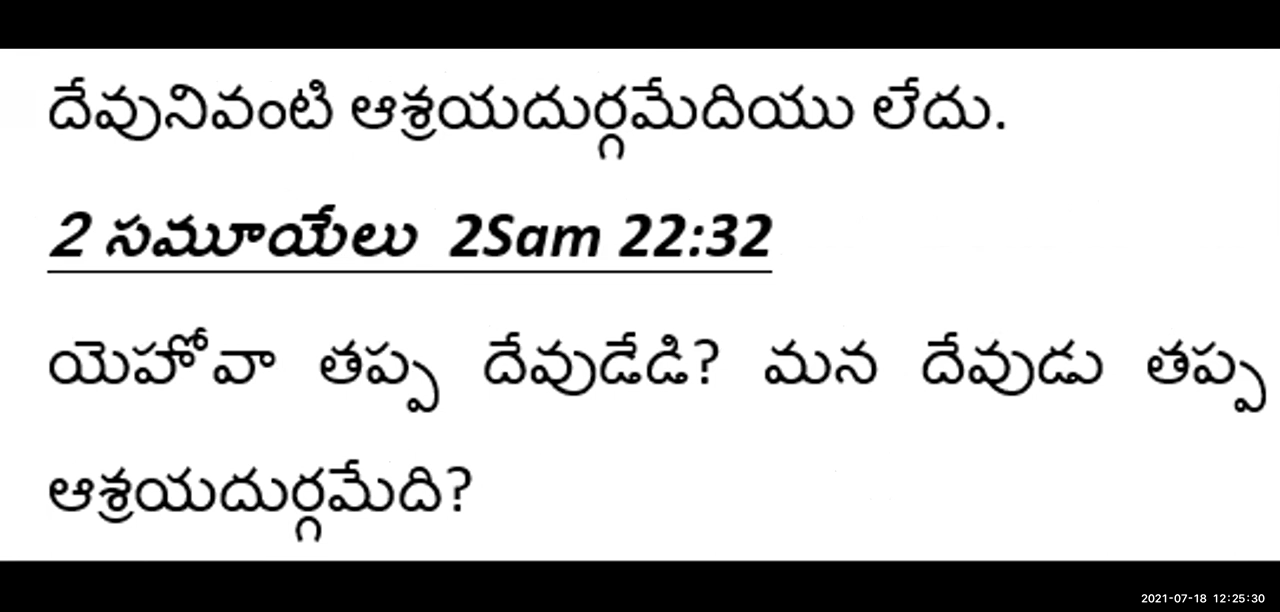 దేవునివంటి ఆశ్రయదుర్గమేదియు లేదు.
2 సమూయేలు 2Sam 22:32
యెహోవా తప్ప దేవుడేడి? మన దేవుడు తప్ప
ఆశ్రయదుర్గమేది?
2021-07-18 12:25:30